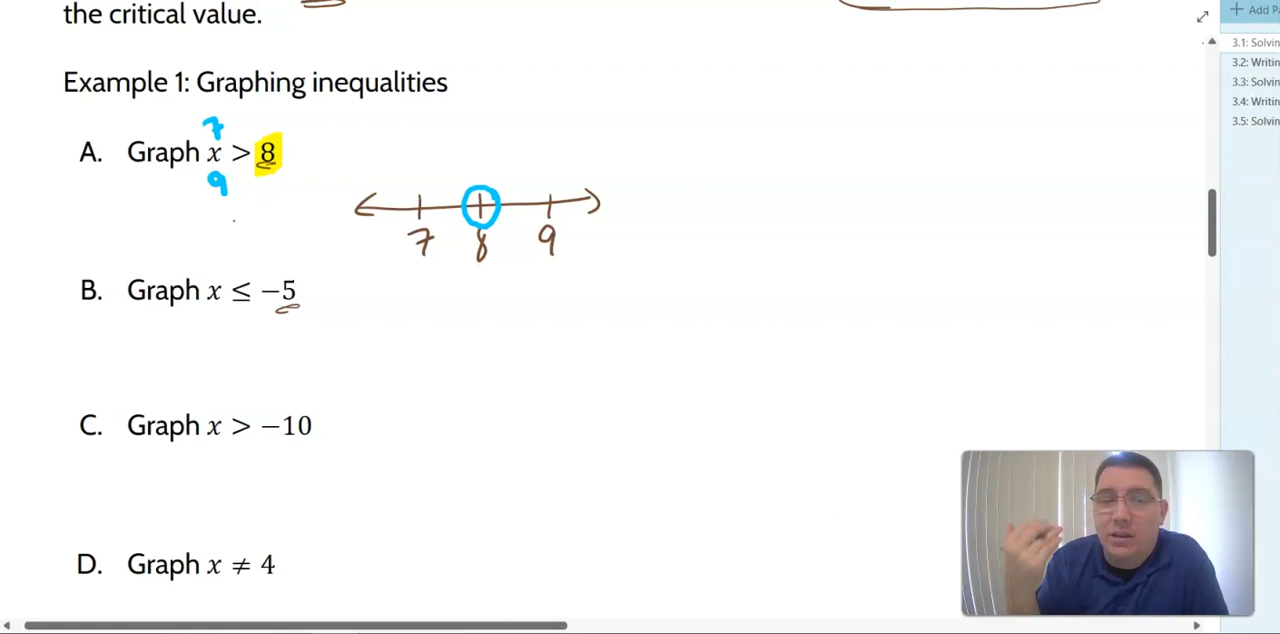 the critical value.
+ Add Pa
3.1: Solvin
3.2: Writin
3.3: Solvin
3.4: Writin
3.5: Solvin
Example 1: Graphing inequalities
7
A. Graph x > 8
9
7 8 9
B. Graph x ≤ −5
C. Graph x > −10
D. Graph x ≠ 4